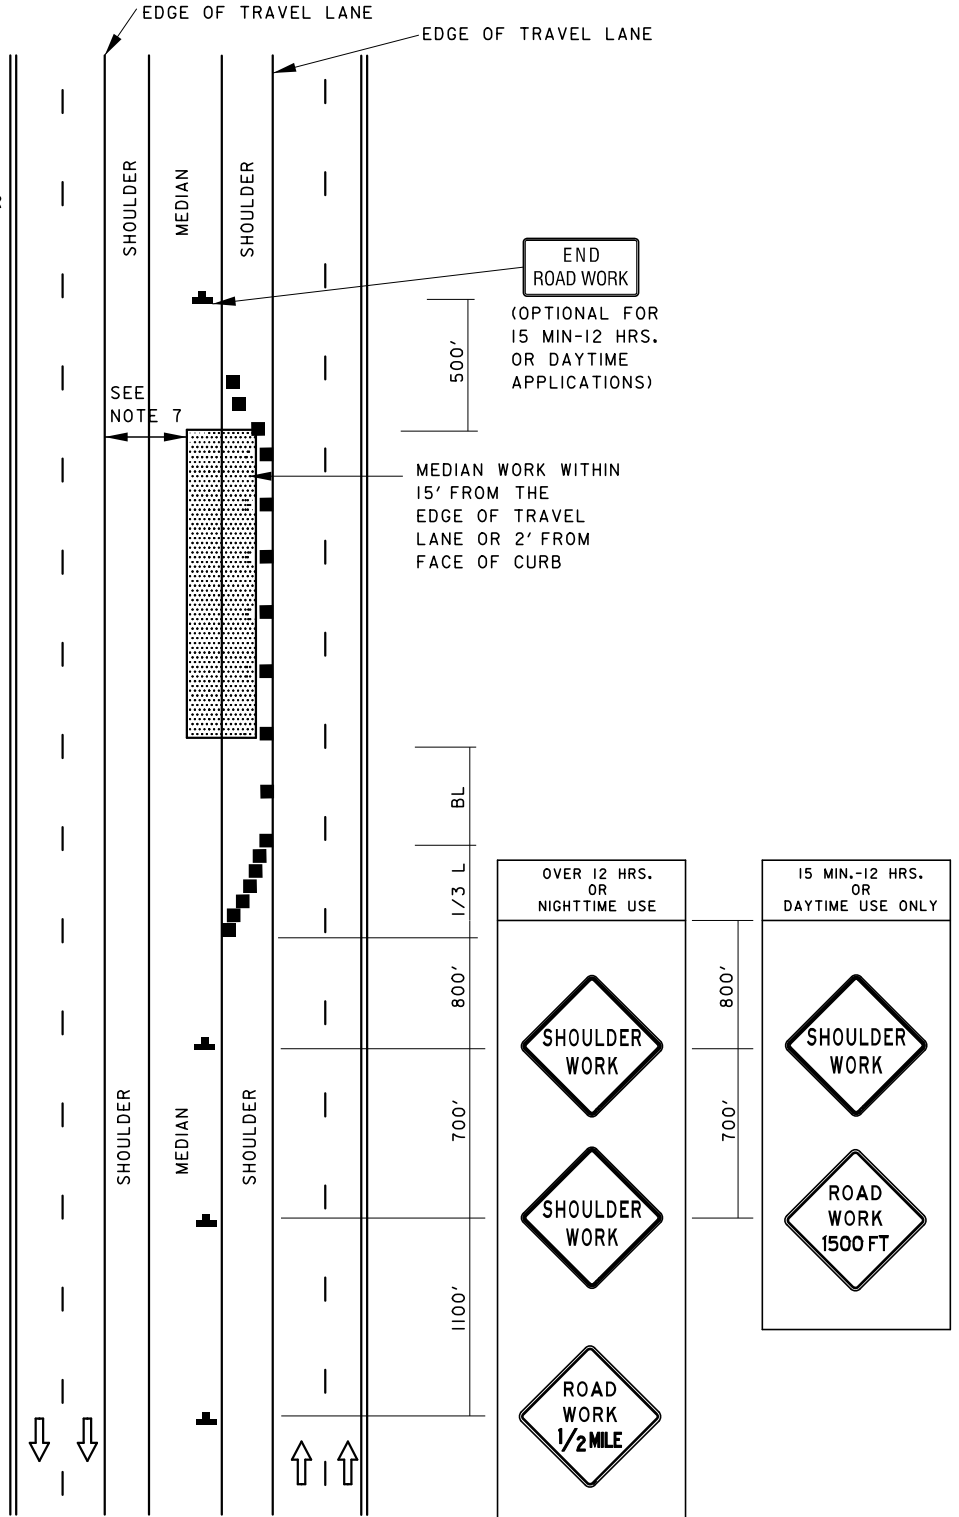 EDGE OF TRAVEL LANE
EDGE OF TRAVEL LANE
SHOULDER
MEDIAN
SHOULDER
END
ROAD WORK
(OPTIONAL FOR
15 MIN-12 HRS.
OR DAYTIME
APPLICATIONS)
500'
SEE
NOTE 7
MEDIAN WORK WITHIN
15' FROM THE
EDGE OF TRAVEL
LANE OR 2' FROM
FACE OF CURB
BL
1/3 L
800'
700'
1100'
SHOULDER
MEDIAN
SHOULDER
OVER 12 HRS.
OR
NIGHTTIME USE
SHOULDER
WORK
SHOULDER
WORK
ROAD
WORK
1/2 MILE
800'
700'
15 MIN.-12 HRS.
OR
DAYTIME USE ONLY
SHOULDER
WORK
ROAD
WORK
1500 FT